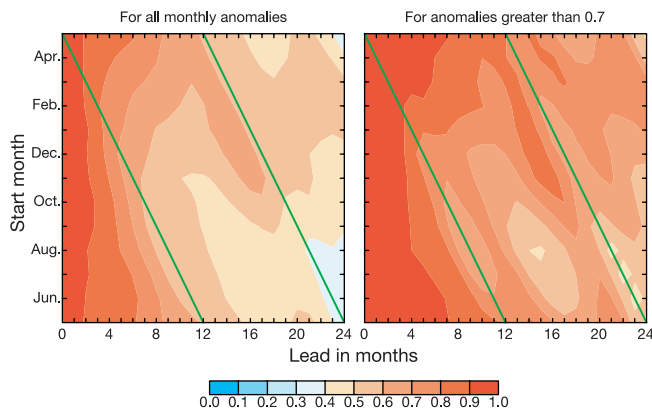 For all monthly anomalies
For anomalies greater than 0.7
Start month
Apr.
Feb.
Dec.
Oct.
Aug.
Jun.
0 4 8 12 16 20 24
0 4 8 12 16 20 24
Lead in months
0.0 0.1 0.2 0.3 0.4 0.5 0.6 0.7 0.8 0.9 1.0